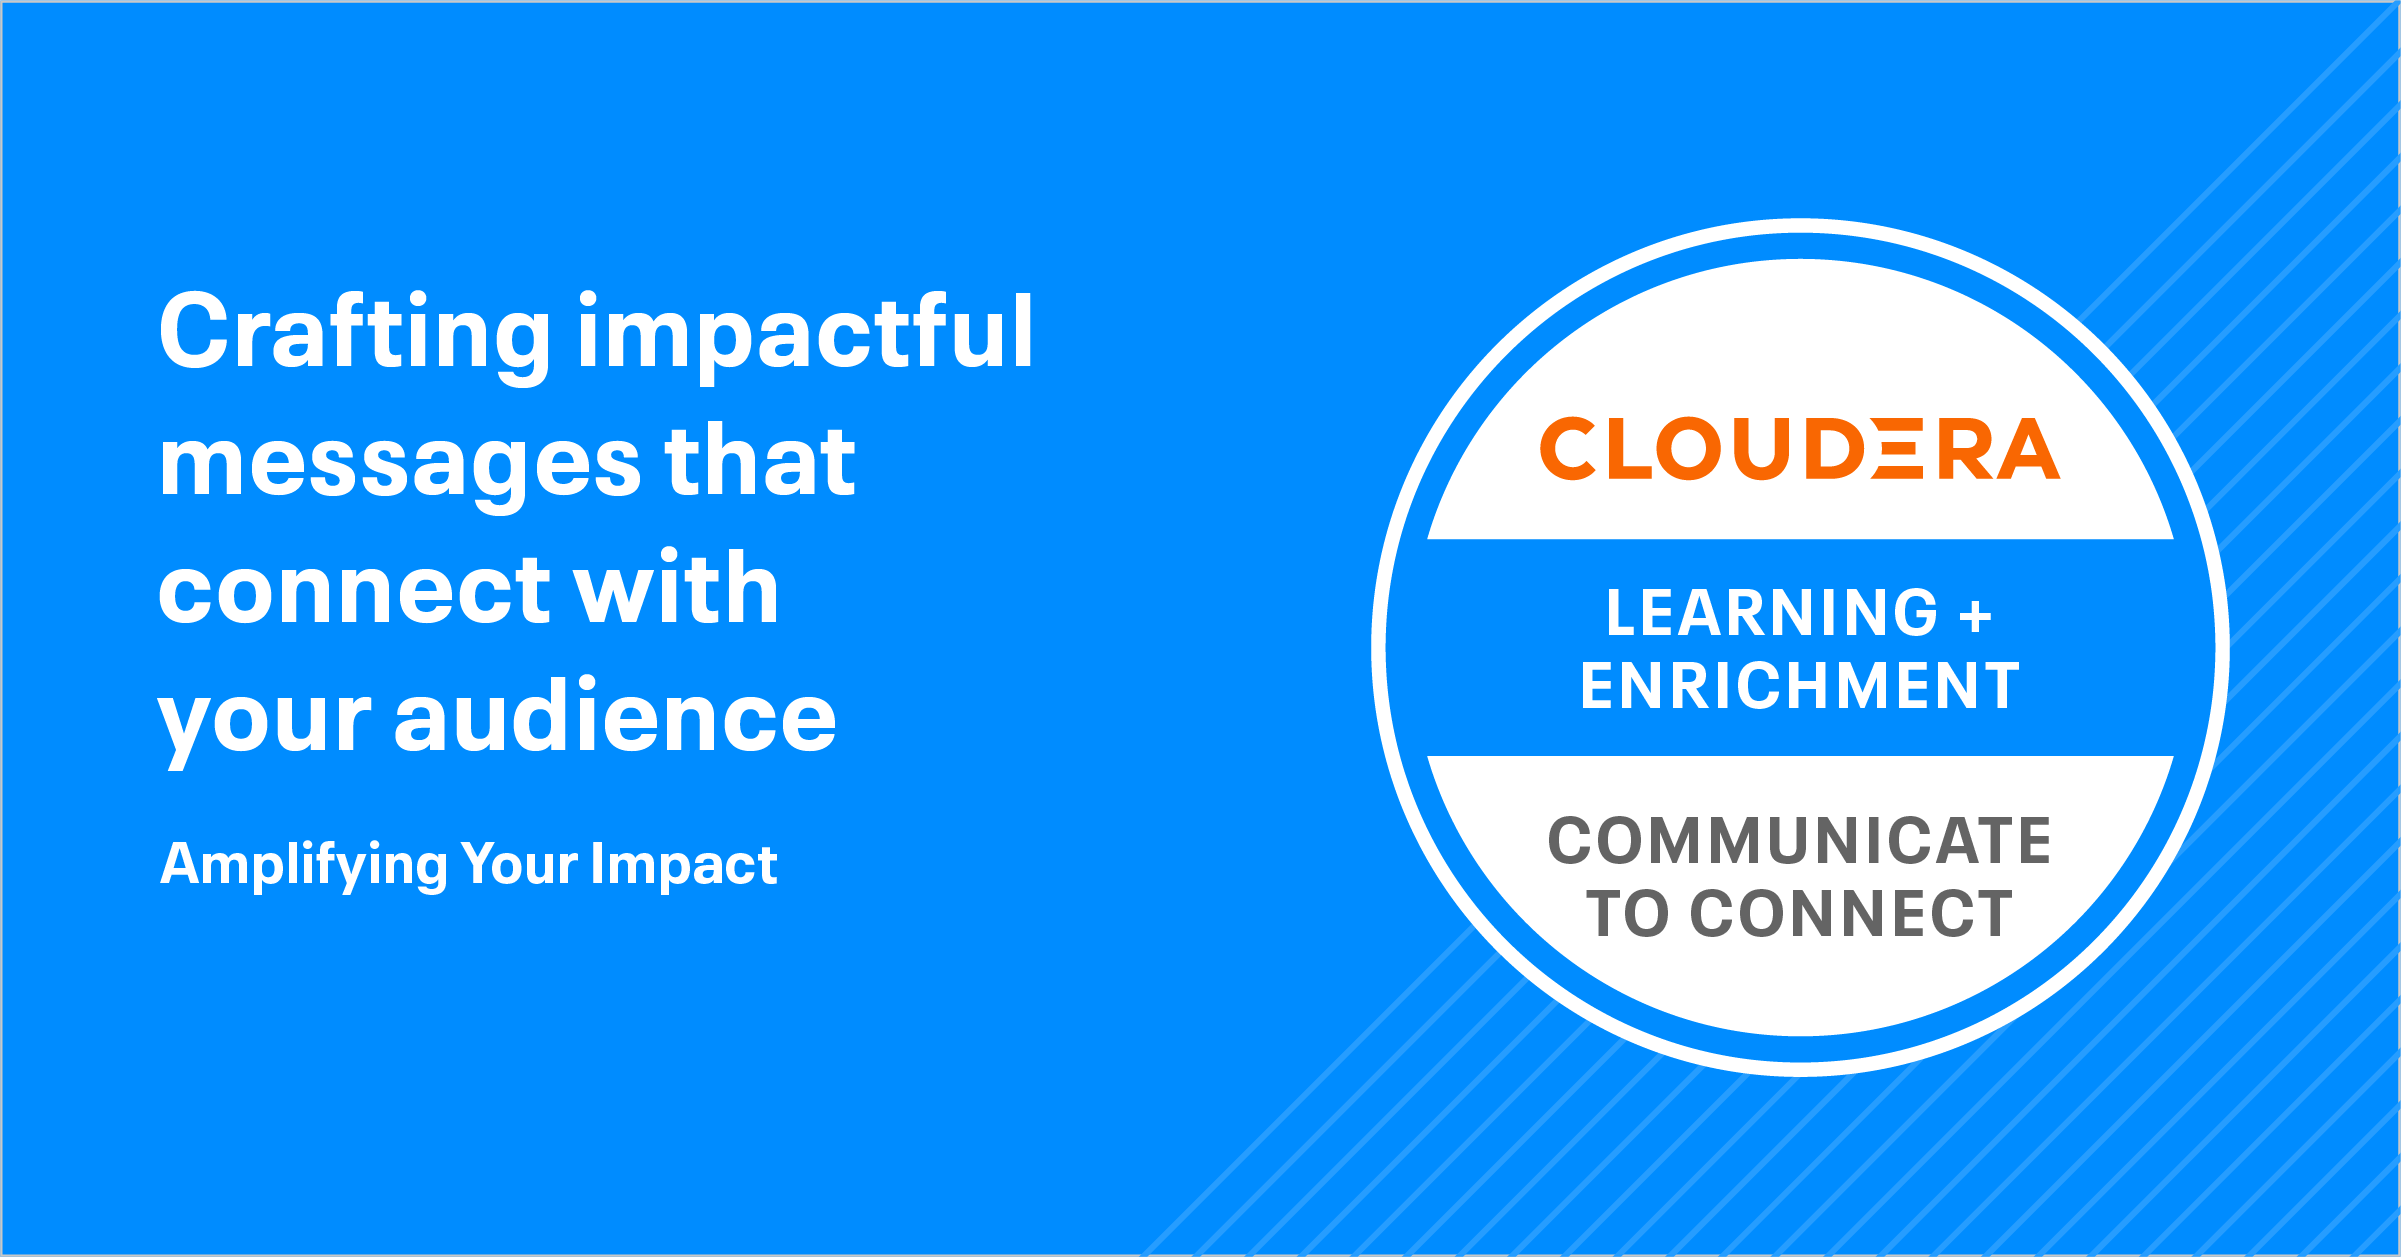 Crafting impactful
messages that
connect with
your audience
Amplifying Your Impact
CLOUDERA
LEARNING +
ENRICHMENT
COMMUNICATE
TO CONNECT